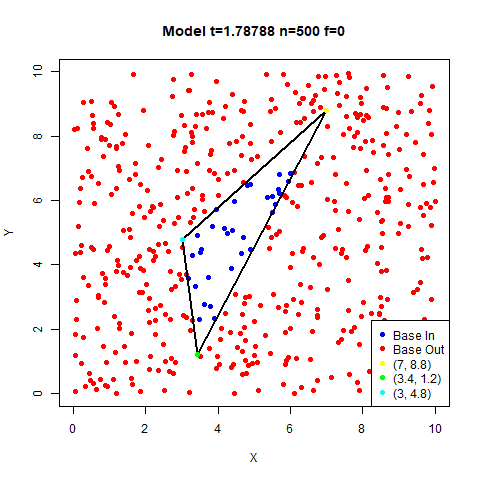 Model t=1.78788 n=500 f=0
10
8
6
4
2
0
Y
0 2 4 6 8 10
X
Base In
Base Out
(7, 8.8)
(3.4, 1.2)
(3, 4.8)